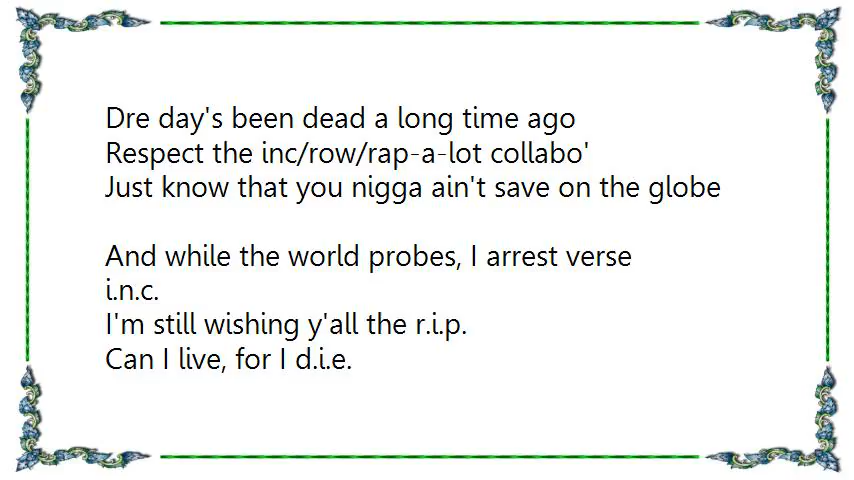 Dre day's been dead a long time ago
Respect the inc/row/rap-a-lot collabo'
Just know that you nigga ain't save on the globe
And while the world probes, I arrest verse
i.n.c.
I'm still wishing y'all the r.i.p.
Can I live, for I d.i.e.